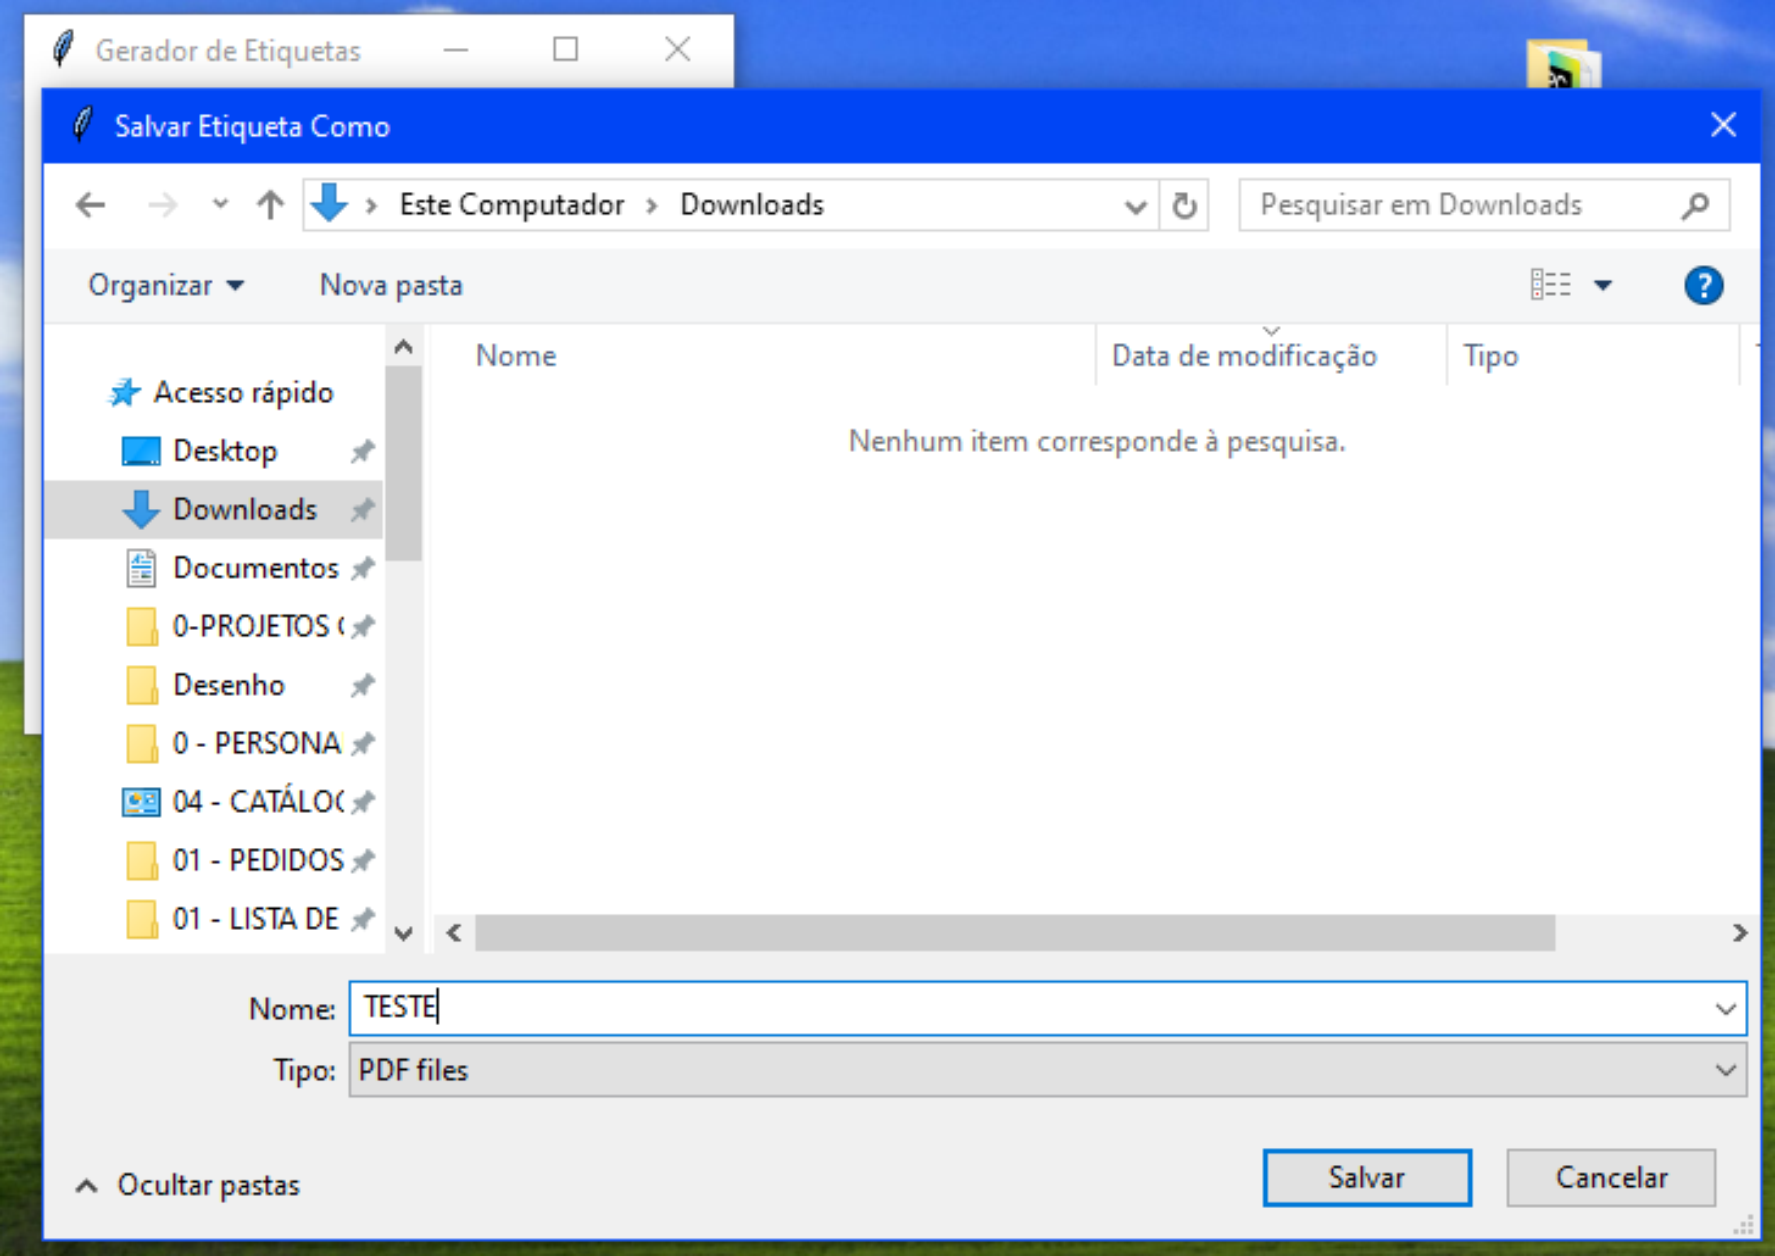 Gerador de Etiquetas
Salvar Etiqueta Como
Este Computador > Downloads
Pesquisar em Downloads
Organizar
Nova pasta
?
Nome
Data de modificação
Tipo
Nenhum item corresponde à pesquisa.
Acesso rápido
Desktop
Downloads
Documentos
0-PROJETOS
Desenho
0 - PERSONA
04 - CATÁLO
01 - PEDIDOS
01 - LISTA DE
Nome: TESTE
Tipo: PDF files
Ocultar pastas
Salvar
Cancelar